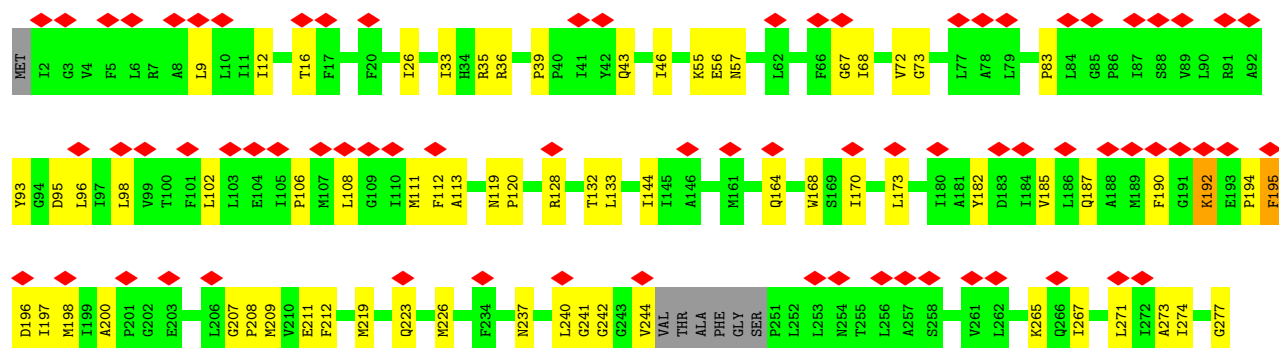 MET I2 G3 V4 F5 L6 R7 A8 L9 L10 I11 I12 T16 F17 F20 I26 I33 H34 R35 R36 P39 P40 I41 Y42 Q43 I46 K55 E56 N57 L62 F66 G67 I68 V72 G73 L77 A78 L79 P83 L84 G85 P86 I87 S88 V89 L90 R91 A92
Y93 G94 D95 L96 I97 L98 V99 T100 F101 L102 L103 E104 I105 P106 M107 L108 G109 I110 M111 F112 A113 N119 P120 R128 T132 L133 I144 I145 A146 M161 Q164 W168 S169 I170 L173 I180 A181 Y182 D183 I184 V185 L186 Q187 A188 M189 F190 G191 K192 E193 P194 F195
D196 I197 M198 I199 A200 P201 G202 E203 L206 G207 P208 M209 V210 E211 F212 M219 Q223 M226 F234 N237 L240 G241 G242 G243 V244 VAL THR ALA PHE GLY SER P251 L252 L253 N254 T255 L256 A257 S258 V261 L262 K265 Q266 I267 L271 I272 A273 I274 G277